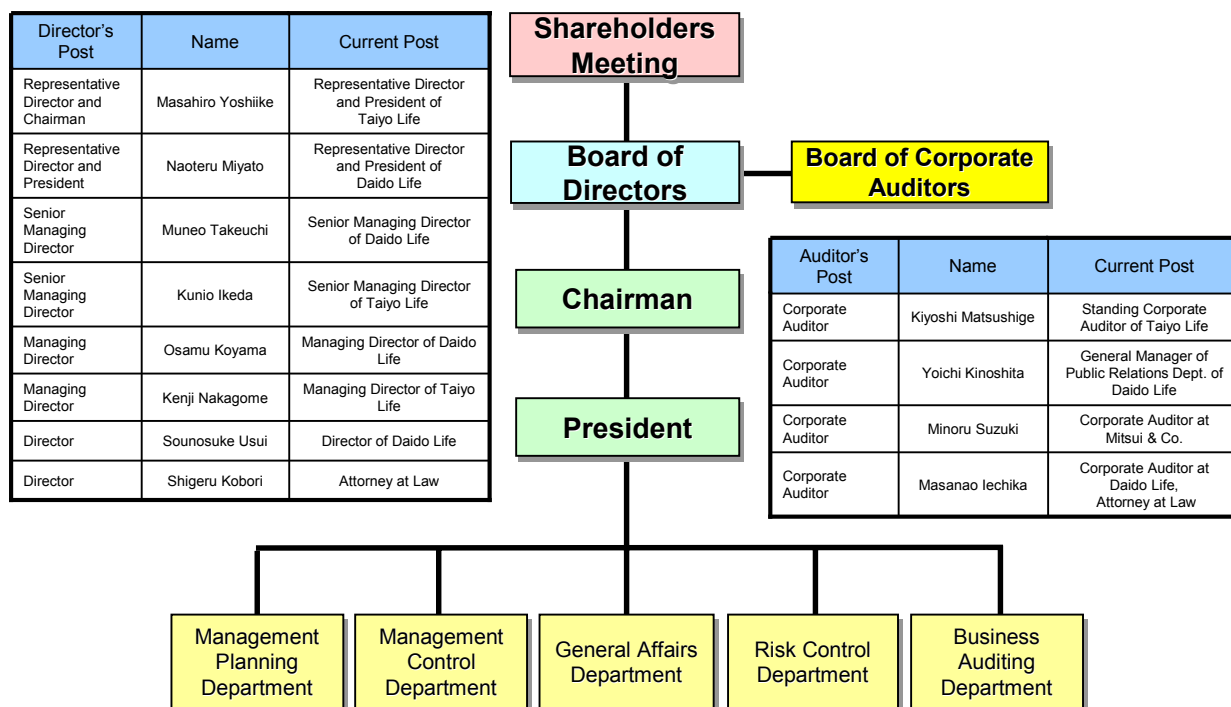 Director's
Post
Name
Current Post
Representative
Director and
Chairman
Masahiro Yoshiike
Representative Director
and President of
Taiyo Life
Representative
Director and
President
Naoteru Miyato
Representative Director
and President of
Daido Life
Senior
Managing
Director
Muneo Takeuchi
Senior Managing Director
of Daido Life
Senior
Managing
Director
Kunio Ikeda
Senior Managing Director
of Taiyo Life
Managing
Director
Osamu Koyama
Managing Director of Daido
Life
Managing
Director
Kenji Nakagome
Managing Director of Taiyo
Life
Director
Sounosuke Usui
Director of Daido Life
Director
Shigeru Kobori
Attorney at Law
Shareholders
Meeting
Board of
Directors
Board of Corporate
Auditors
Chairman
President
Auditor's
Post
Name
Current Post
Corporate
Auditor
Kiyoshi Matsushige
Standing Corporate
Auditor of Taiyo Life
Corporate
Auditor
Yoichi Kinoshita
General Manager of
Public Relations Dept. of
Daido Life
Corporate
Auditor
Minoru Suzuki
Corporate Auditor at
Mitsui & Co.
Corporate
Auditor
Masanao Iechika
Corporate Auditor at
Daido Life,
Attorney at Law
Management
Planning
Department
Management
Control
Department
General Affairs
Department
Risk Control
Department
Business
Auditing
Department